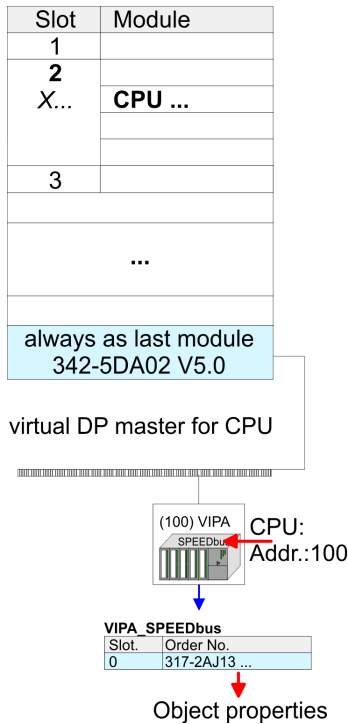 Slot Module
1
2
X... CPU ...
3
...
always as last module
342-5DA02 V5.0
virtual DP master for CPU
(100) VIPA
SPEEDbus
CPU:
Addr.:100
VIPA_SPEEDbus
Slot. Order No.
0 317-2AJ13 ...
Object properties